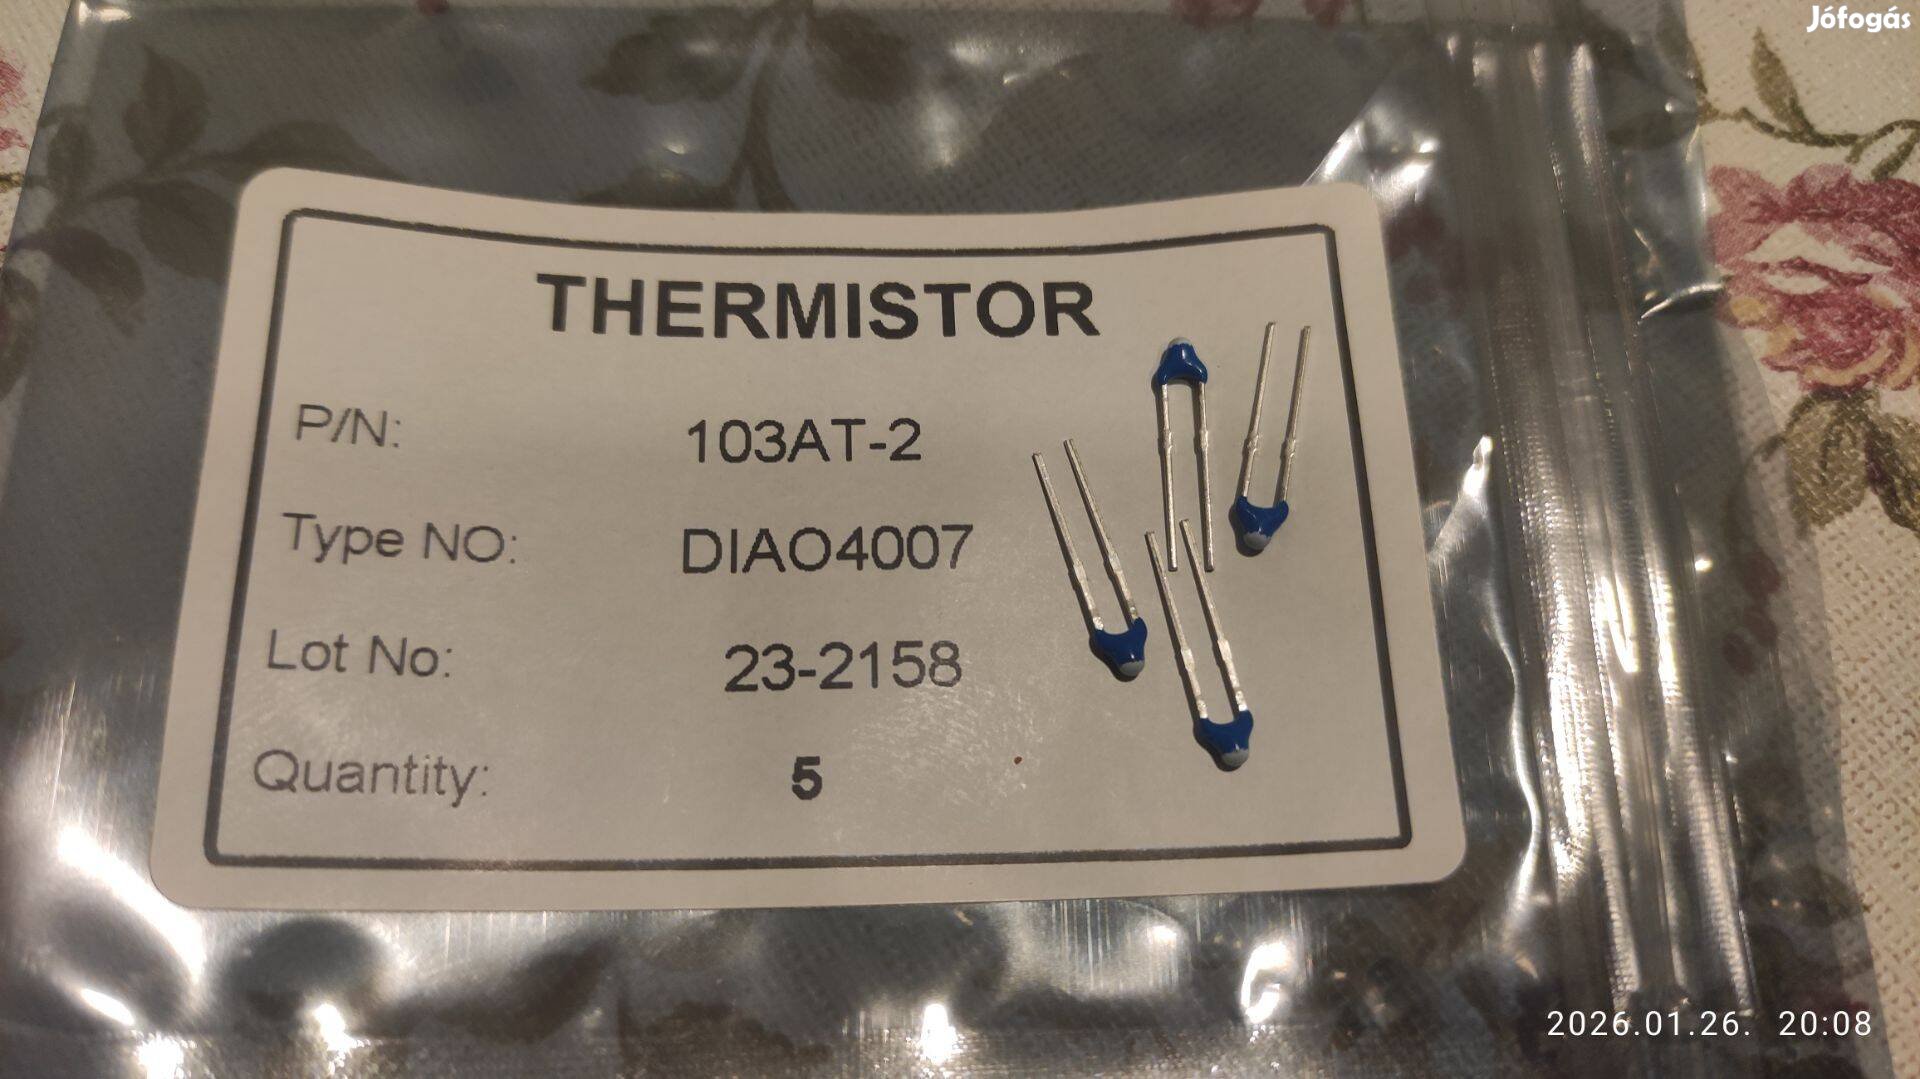 Jófogás
THERMISTOR
P/N: 103AT-2
Type NO: DIAO4007
Lot No: 23-2158
Quantity: 5
2026.01.26. 20:08